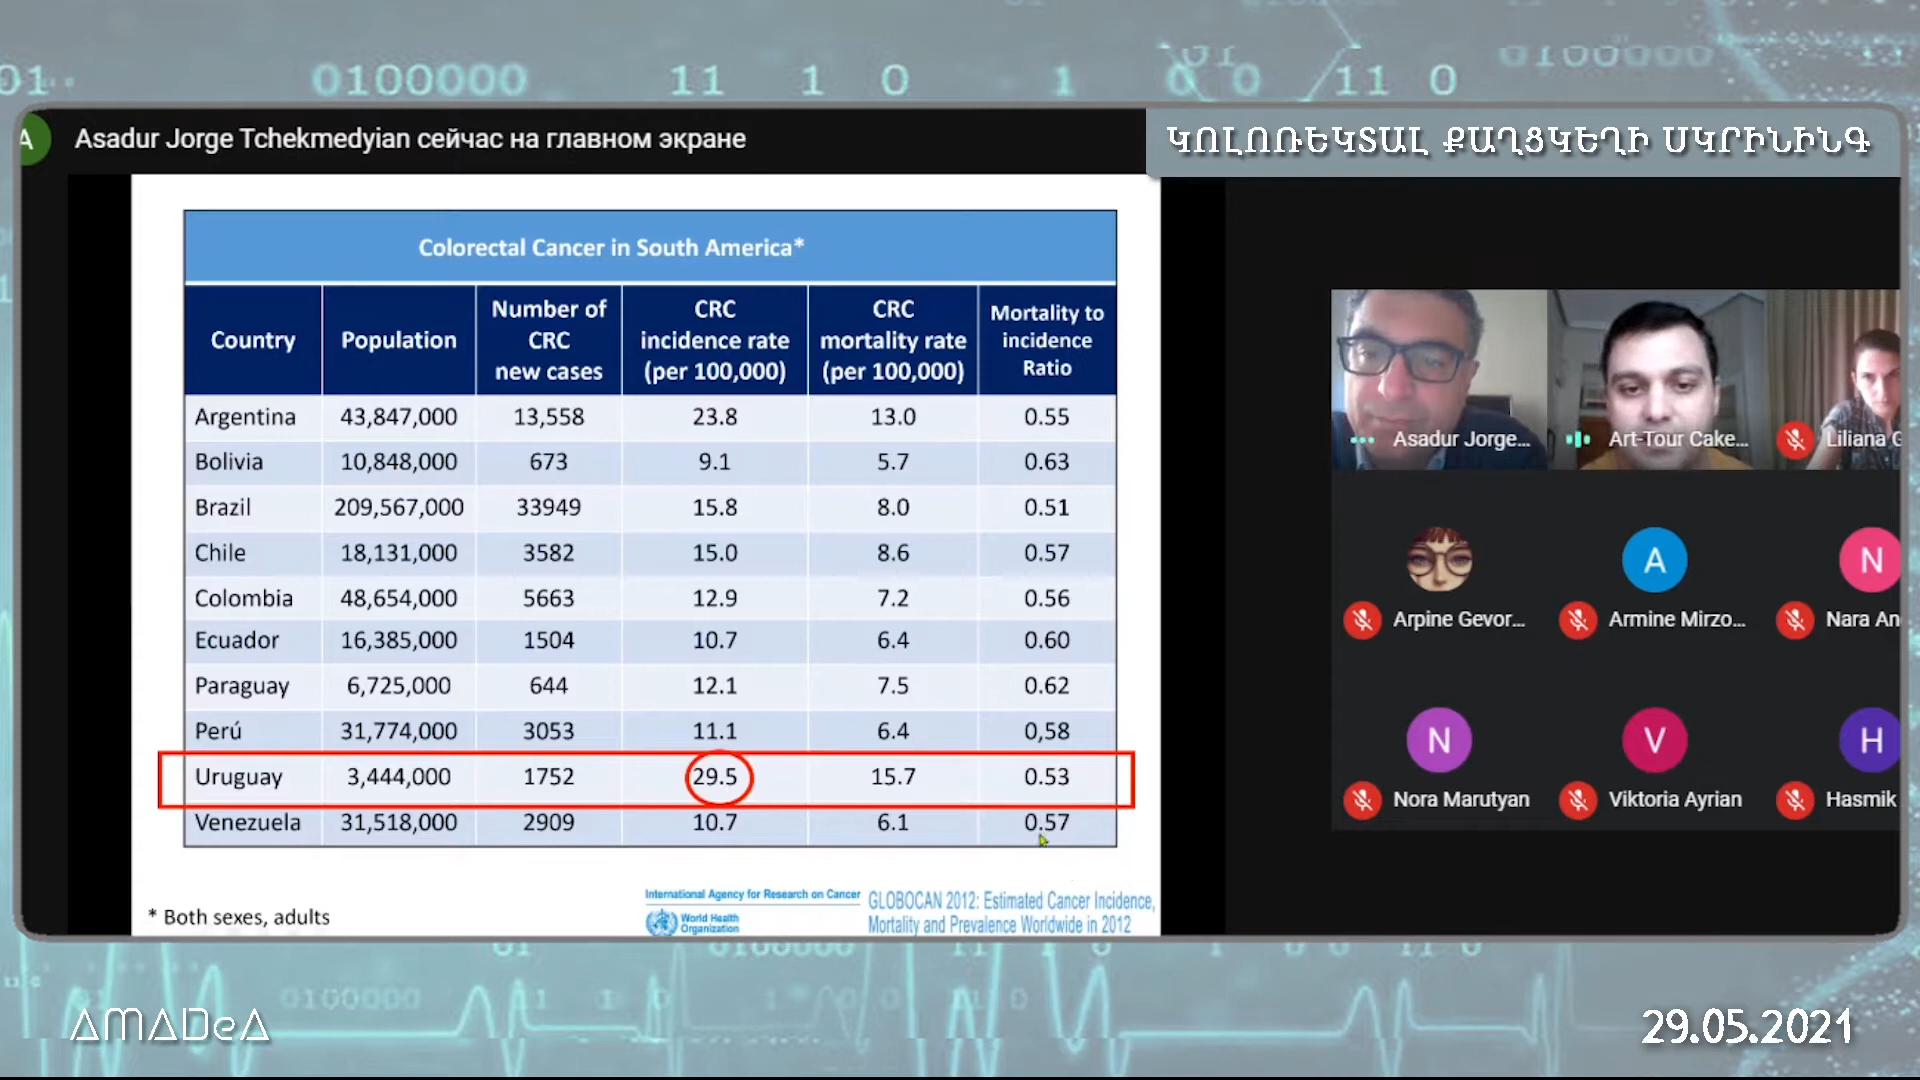 Asadur Jorge Tchekmedyian сейчас на главном экране
ԿՈԼՈՌԵԿՏԱԼ ՔԱՂՑԿԵՂԻ ՍԿՐԻՆԻՆԳ
A
Colorectal Cancer in South America*
Country Population Number of CRC new cases CRC incidence rate (per 100,000) CRC mortality rate (per 100,000) Mortality to incidence Ratio
Argentina 43,847,000 13,558 23.8 13.0 0.55
Bolivia 10,848,000 673 9.1 5.7 0.63
Brazil 209,567,000 33949 15.8 8.0 0.51
Chile 18,131,000 3582 15.0 8.6 0.57
Colombia 48,654,000 5663 12.9 7.2 0.56
Ecuador 16,385,000 1504 10.7 6.4 0.60
Paraguay 6,725,000 644 12.1 7.5 0.62
Perú 31,774,000 3053 11.1 6.4 0,58
Uruguay 3,444,000 1752 29.5 15.7 0.53
Venezuela 31,518,000 2909 10.7 6.1 0.57
* Both sexes, adults
International Agency for Research on Cancer
World Health
Organization
GLOBOCAN 2012: Estimated Cancer Incidence,
Mortality and Prevalence Worldwide in 2012
Asadur Jorge... Art-Tour Cake... Liliana G
A N
Arpine Gevor... Armine Mirzo... Nara An
N V H
Nora Marutyan Viktoria Ayrian Hasmik
AMADeA
29.05.2021